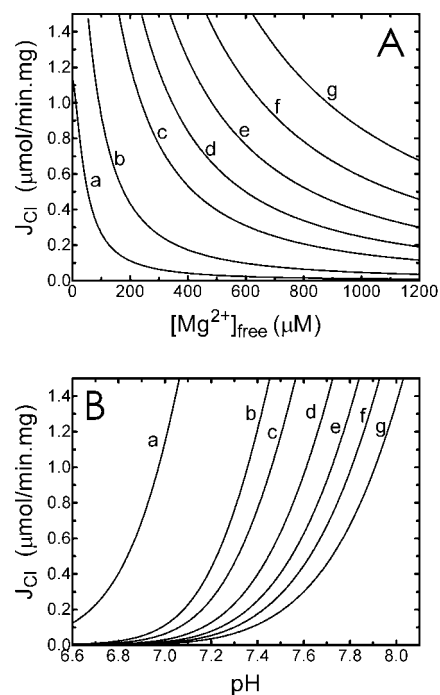 A
1.4
1.2
1.0
0.8
0.6
0.4
0.2
0.0
J_Cl (μmol/min.mg)
a
b
c
d
e
f
g
0 200 400 600 800 1000 1200
[Mg²⁺]free (μM)
B
1.4
1.2
1.0
0.8
0.6
0.4
0.2
0.0
J_Cl (μmol/min.mg)
a
b
c
d
e
f
g
6.6 6.8 7.0 7.2 7.4 7.6 7.8 8.0
pH